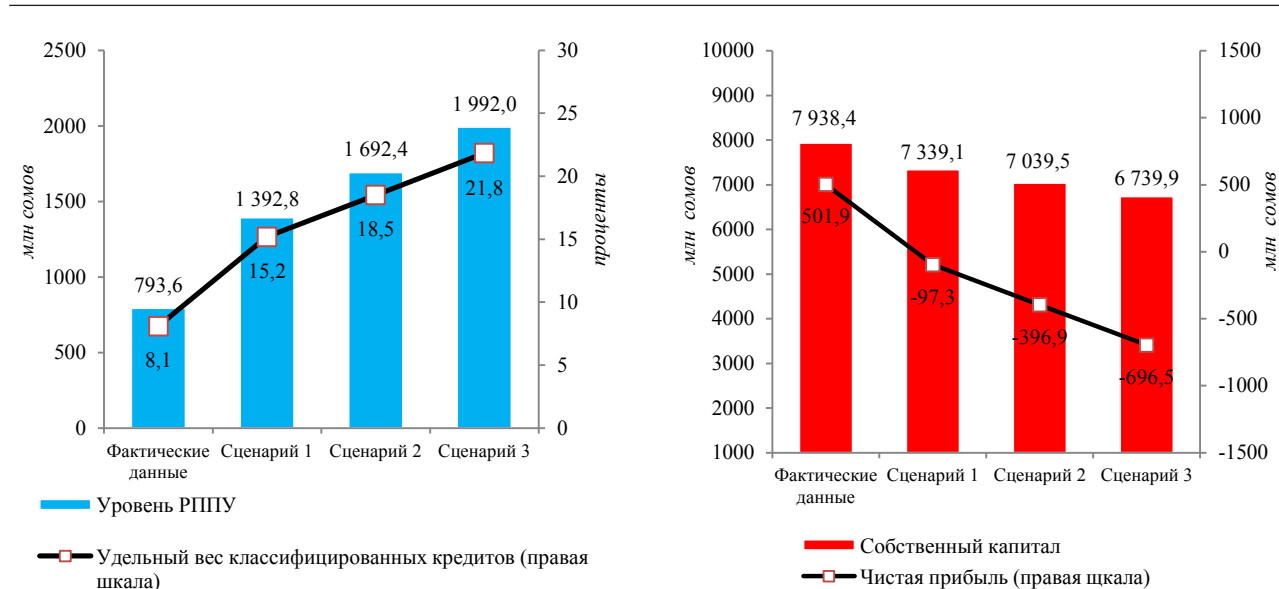 2500
2000
1500
1000
500
0
млн сомов
30
25
20
15
10
5
0
проценты
793,6
1 392,8
1 692,4
1 992,0
8,1
15,2
18,5
21,8
Фактические
данные
Сценарий 1
Сценарий 2
Сценарий 3
Уровень РППУ
Удельный вес классифицированных кредитов (правая
шкала)
10000
9000
8000
7000
6000
5000
4000
3000
2000
1000
млн сомов
1500
1000
500
0
-500
-1000
-1500
млн сомов
7 938,4
7 339,1
7 039,5
6 739,9
501,9
-97,3
-396,9
-696,5
Фактические
данные
Сценарий 1
Сценарий 2
Сценарий 3
Собственный капитал
Чистая прибыль (правая щкала)